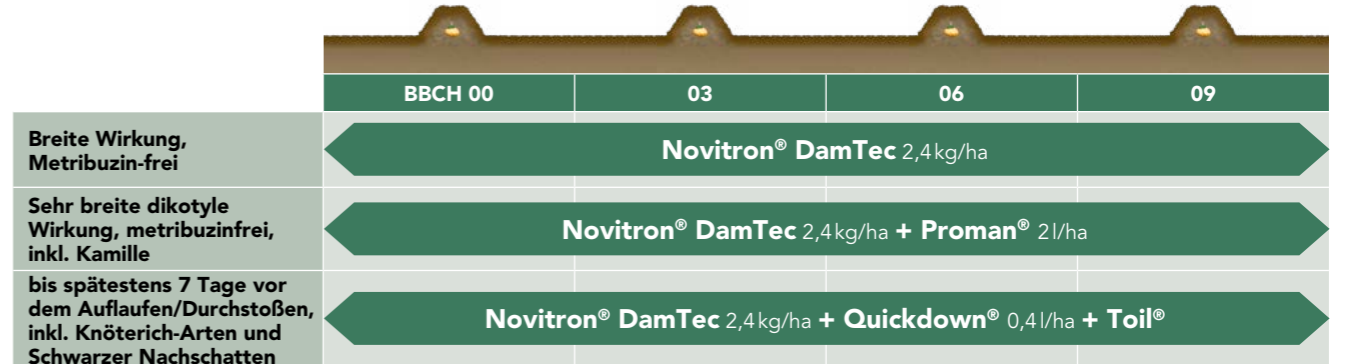 BBCH 00 03 06 09
Breite Wirkung,
Metribuzin-frei
Novitron® DamTec 2,4 kg/ha
Sehr breite dikotyle
Wirkung, metribuzinfrei,
inkl. Kamille
Novitron® DamTec 2,4 kg/ha + Proman® 2 l/ha
bis spätestens 7 Tage vor
dem Auflaufen/Durchstoßen,
inkl. Knöterich-Arten und
Schwarzer Nachschatten
Novitron® DamTec 2,4 kg/ha + Quickdown® 0,4 l/ha + Toil®